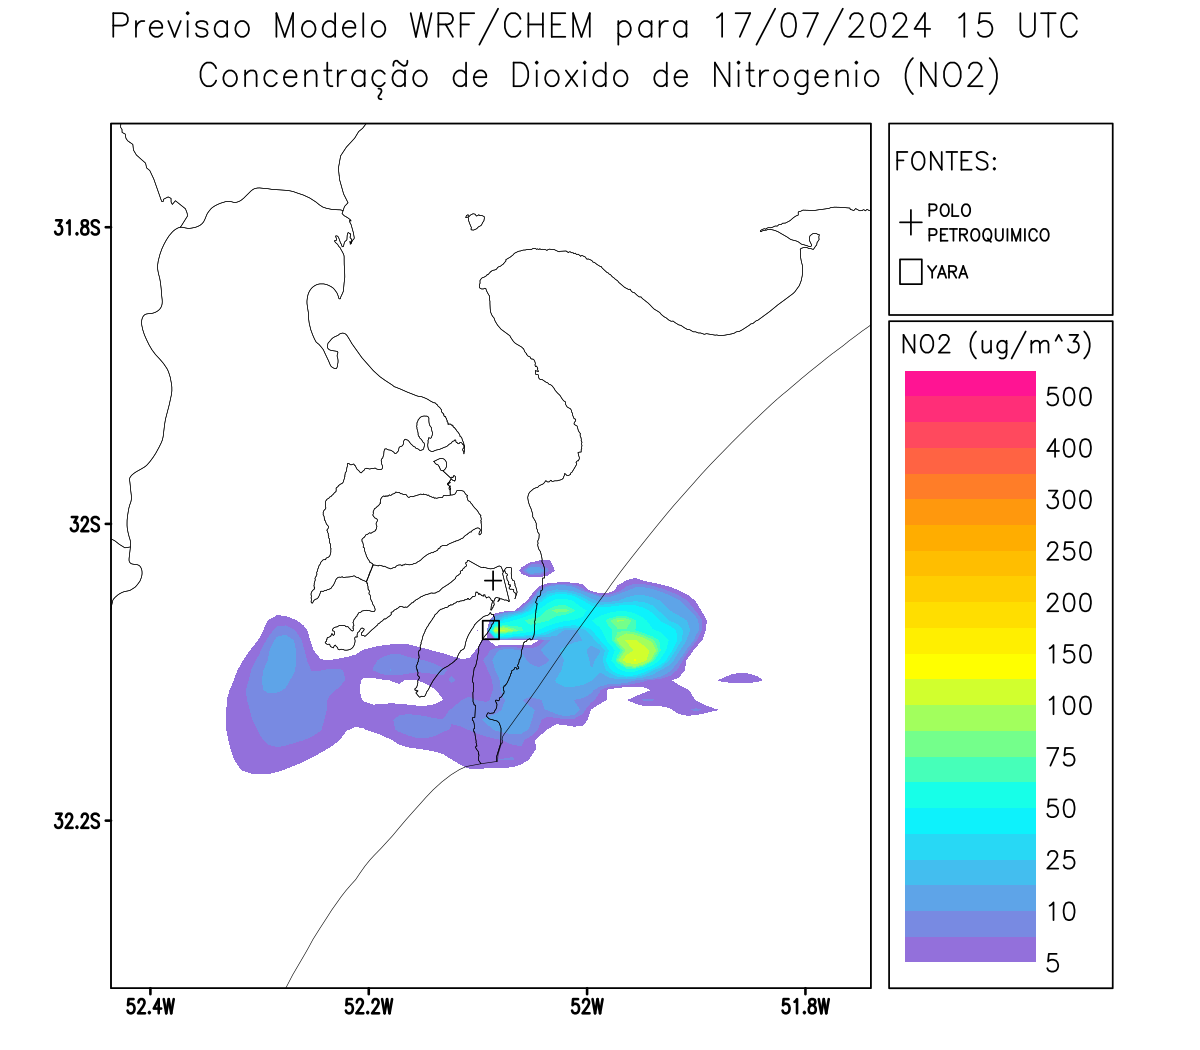 Previsao Modelo WRF/CHEM para 17/07/2024 15 UTC
Concentração de Dioxido de Nitrogenio (NO2)
FONTES:
POLO
PETROQUIMICO
YARA
NO2 (ug/m^3)
500
400
300
250
200
150
100
75
50
25
10
5
31.8S
32S
32.2S
52.4W
52.2W
52W
51.8W